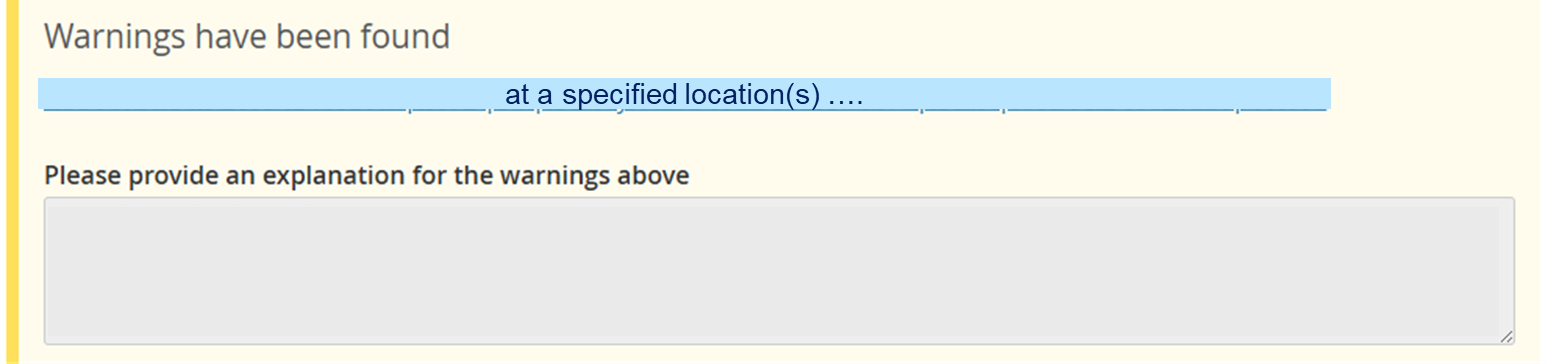 Warnings have been found
at a specified location(s) ....
Please provide an explanation for the warnings above